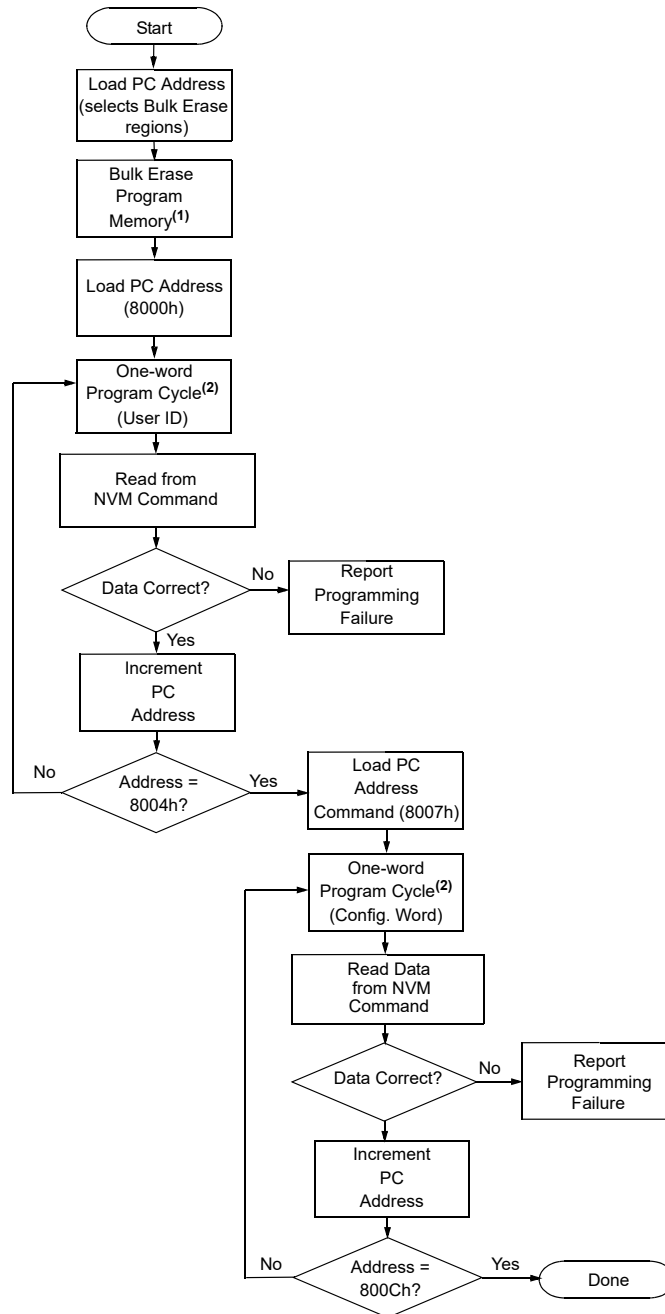 Start
Load PC Address
(selects Bulk Erase
regions)
Bulk Erase
Program
Memory(1)
Load PC Address
(8000h)
One-word
Program Cycle(2)
(User ID)
Read from
NVM Command
Data Correct?
No
Report
Programming
Failure
Yes
Increment
PC
Address
No
Address =
8004h?
Yes
Load PC
Address
Command (8007h)
One-word
Program Cycle(2)
(Config. Word)
Read Data
from NVM
Command
Data Correct?
No
Report
Programming
Failure
Yes
Increment
PC
Address
No
Address =
800Ch?
Yes
Done